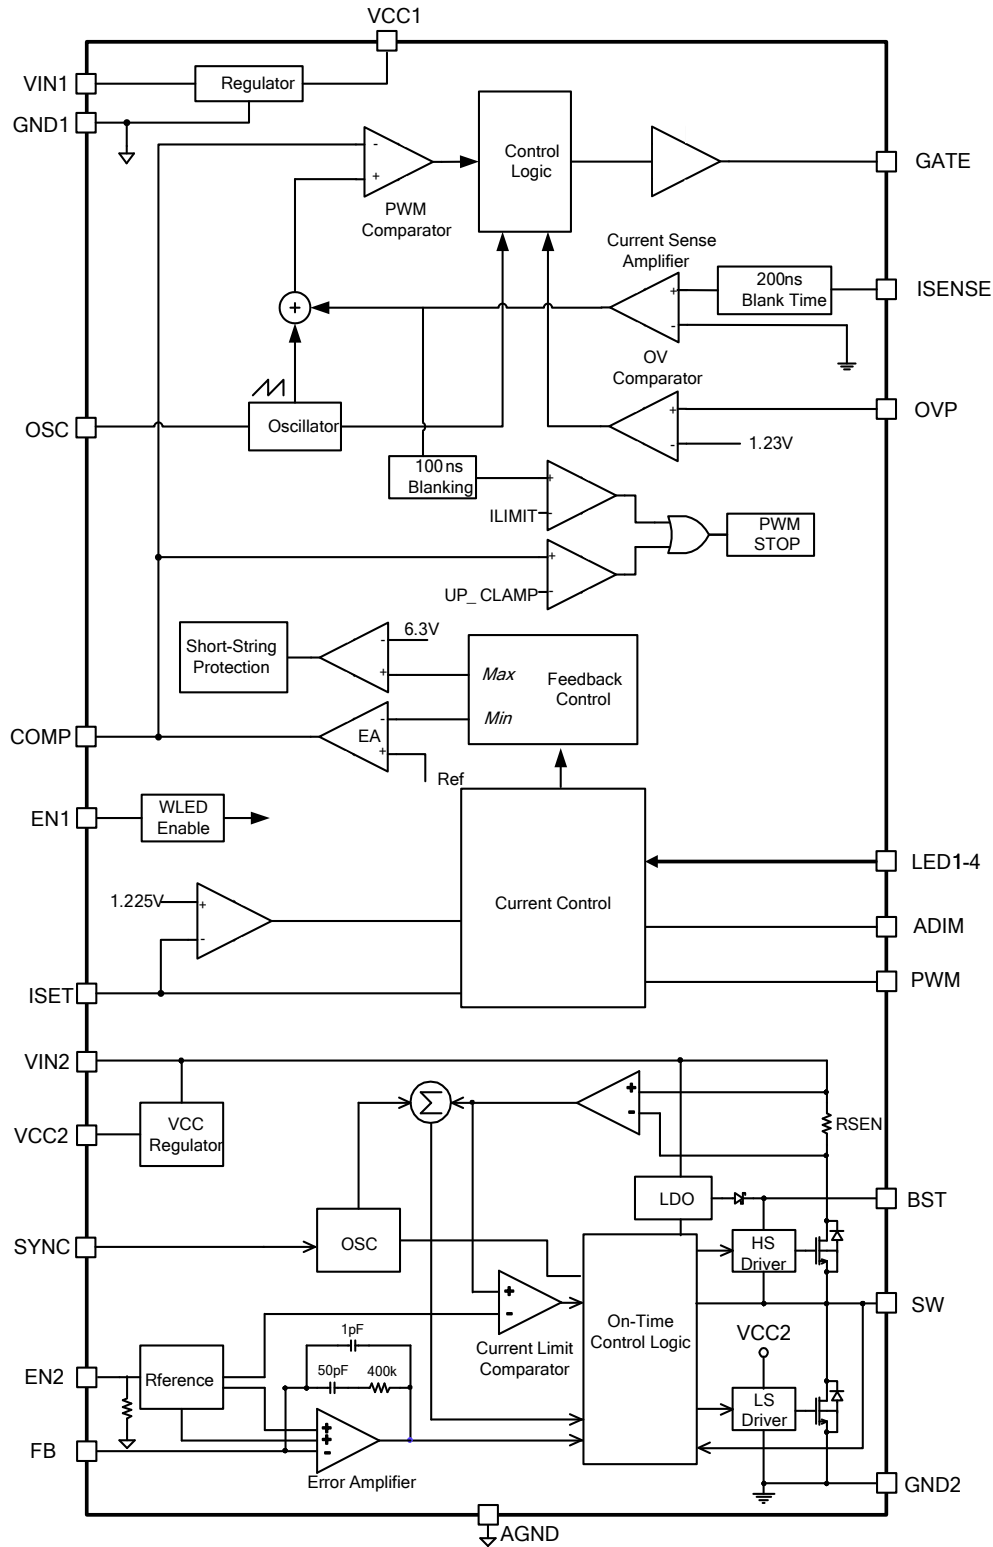 VCC1
VIN1
Regulator
GND1
-
+
PWM
Comparator
Control
Logic
GATE
Current Sense
Amplifier
+
-
200ns
Blank Time
ISENSE
+
OV
Comparator
+
-
1.23V
OVP
OSC
Oscillator
100ns
Blanking
+
-
ILIMIT
+
-
UP_ CLAMP
PWM
STOP
Short-String
Protection
6.3V
-
+
Max
Min
Feedback
Control
COMP
EA
-
+
Ref
EN1
WLED
Enable
LED1-4
1.225V
+
-
Current Control
ADIM
ISET
PWM
VIN2
VCC2
VCC
Regulator
Σ
+
-
RSEN
LDO
BST
SYNC
OSC
HS
Driver
+
-
Current Limit
Comparator
On-Time
Control Logic
SW
VCC2
1pF
50pF
400k
EN2
Rference
LS
Driver
FB
+
+
-
Error Amplifier
GND2
AGND